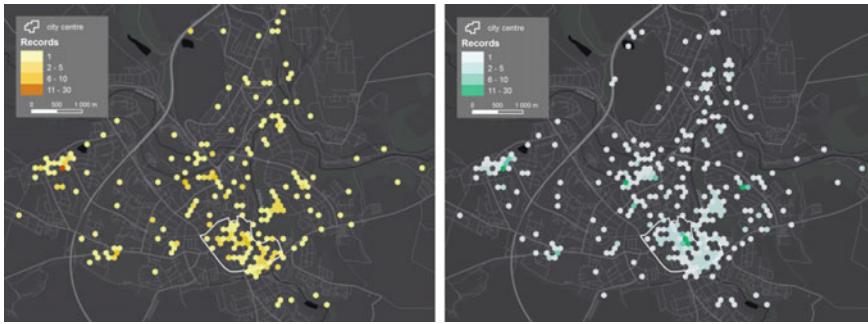 city centre
Records
1
2 - 5
6 - 10
11 - 30
0 500 1 000 m
city centre
Records
1
2 - 5
6 - 10
11 - 30
0 500 1 000 m